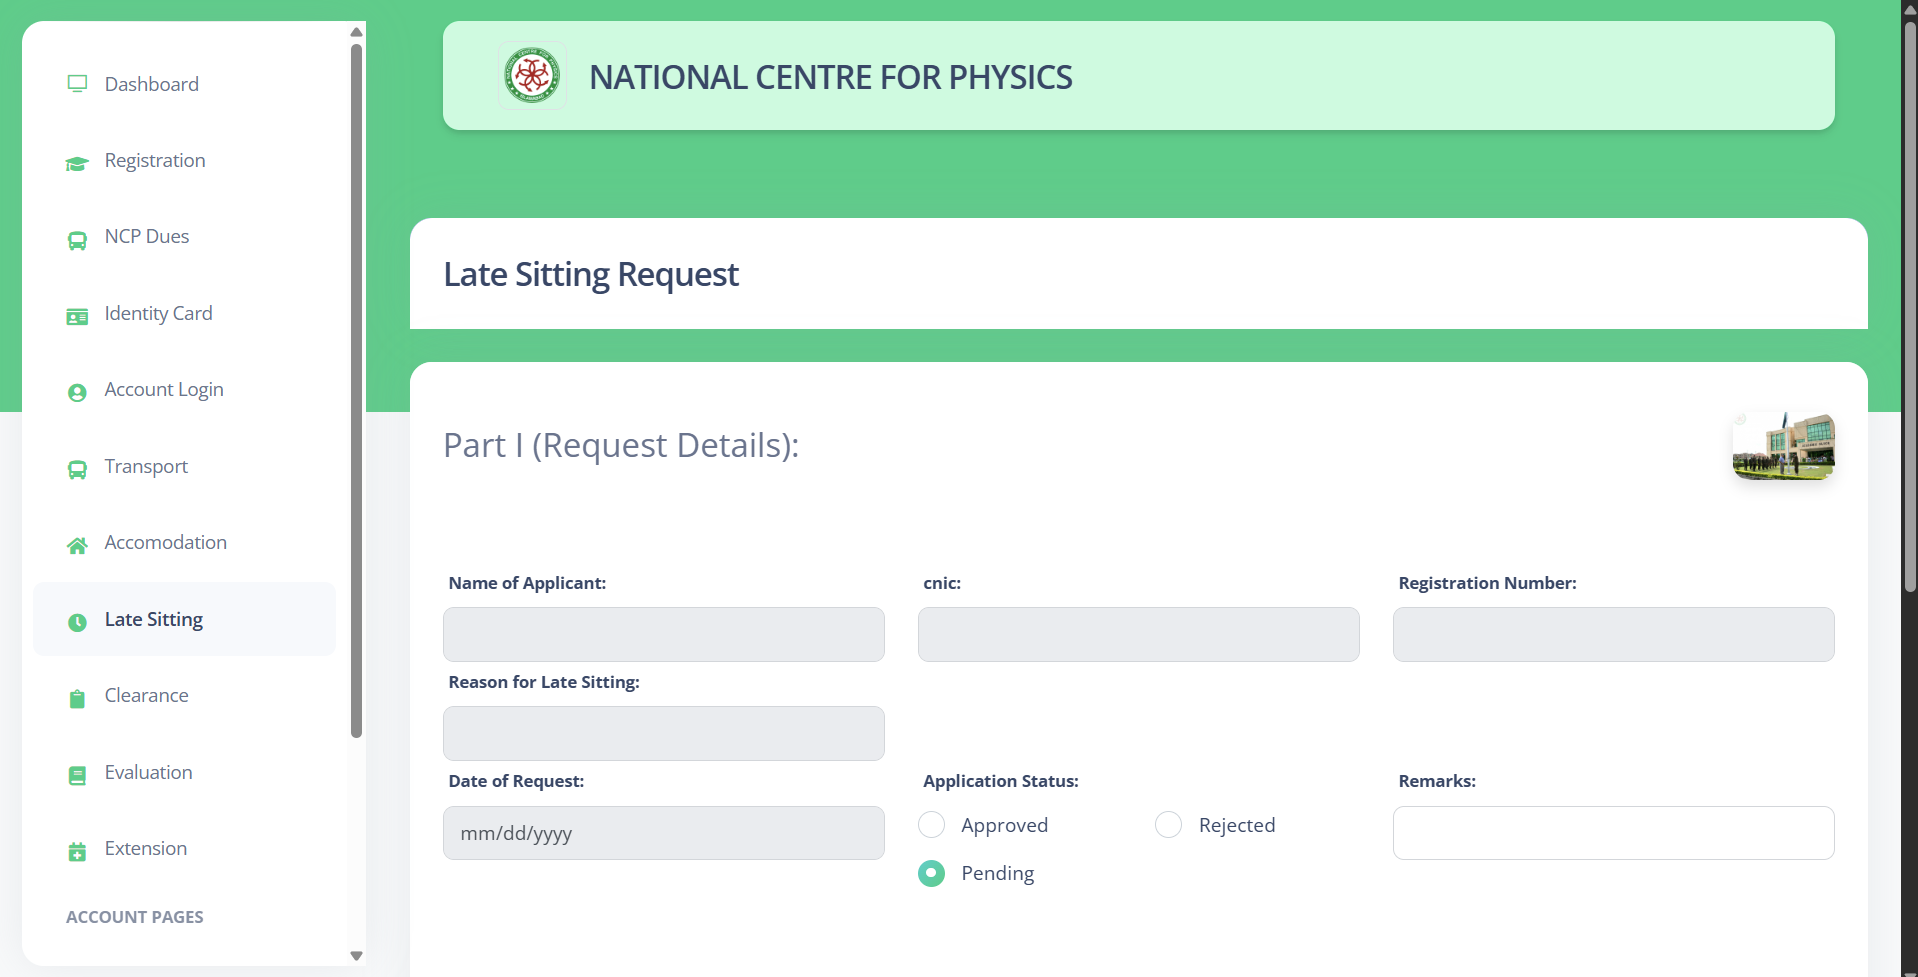 Dashboard
Registration
NCP Dues
Identity Card
Account Login
Transport
Accomodation
Late Sitting
Clearance
Evaluation
Extension
ACCOUNT PAGES
NATIONAL CENTRE FOR PHYSICS
Late Sitting Request
Part I (Request Details):
Name of Applicant:
cnic:
Registration Number:
Reason for Late Sitting:
Date of Request:
mm/dd/yyyy
Application Status:
Approved
Rejected
Pending
Remarks: